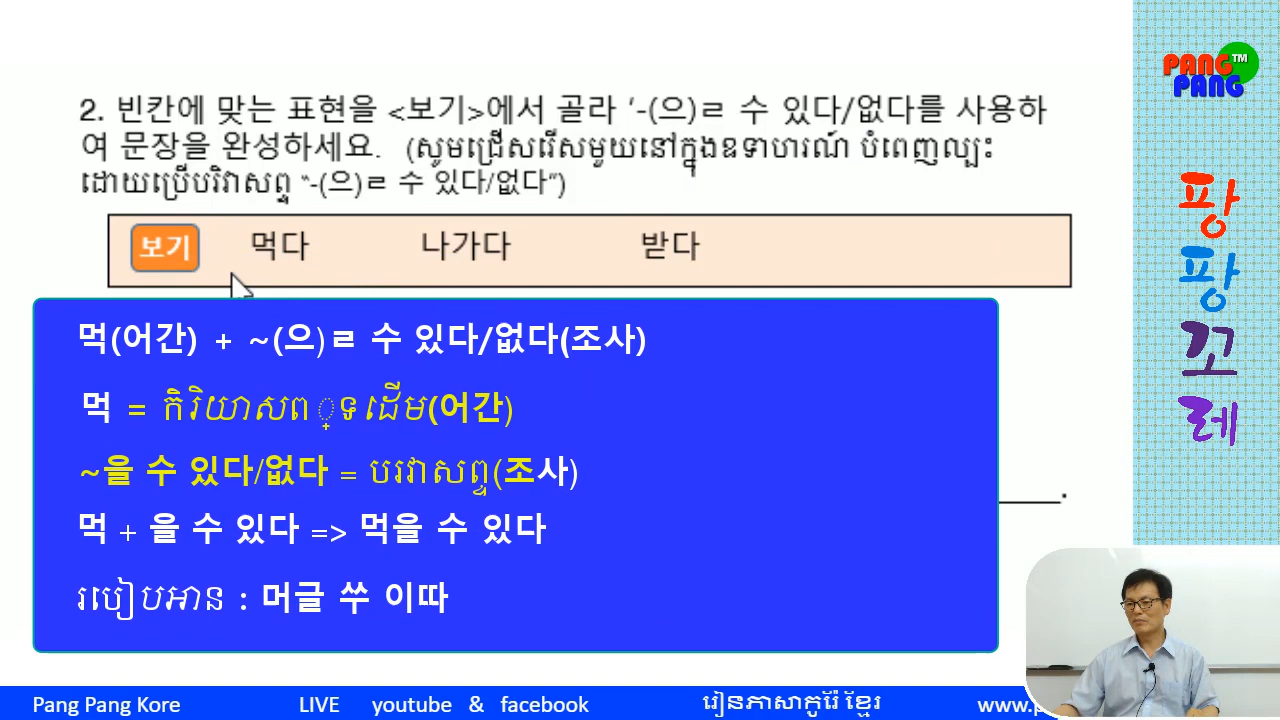 2. 빈칸에 맞는 표현을 <보기>에서 골라 ‘-(으)ㄹ 수 있다/없다를 사용하
여 문장을 완성하세요. (សូមជ្រើសរើសមួយនៅក្នុងឧទាហរណ៍ បំពេញល្បះ
ដោយប្រើបរិវាសព្ទ “-(으)ㄹ 수 있다/없다”)
보기 먹다 나가다 받다
먹(어간) + ~(으)ㄹ 수 있다/없다(조사)
먹 = កិរិយាសព្ទដើម(어간)
~을 수 있다/없다 = បរវាសព្ទ(조사)
먹 + 을 수 있다 => 먹을 수 있다
របៀបអាន : 머글 쑤 이따
PANG PANG TM
팡팡꼬레
Pang Pang Kore LIVE youtube & facebook រៀនភាសាកូរ៉ែ ខ្មែរ